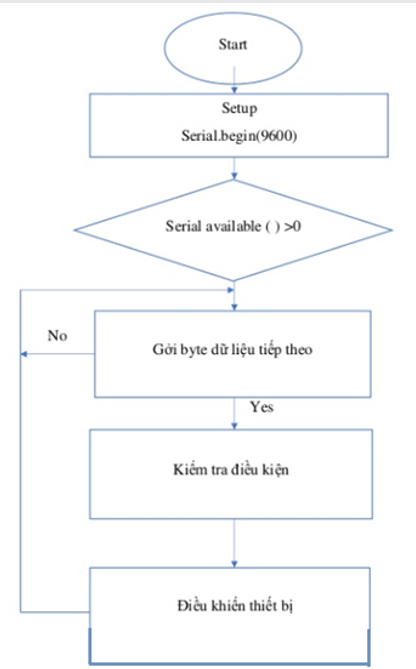 Start
Setup
Serial.begin(9600)
Serial available ( ) >0
No
Gởi byte dữ liệu tiếp theo
Yes
Kiểm tra điều kiện
Điều khiển thiết bị